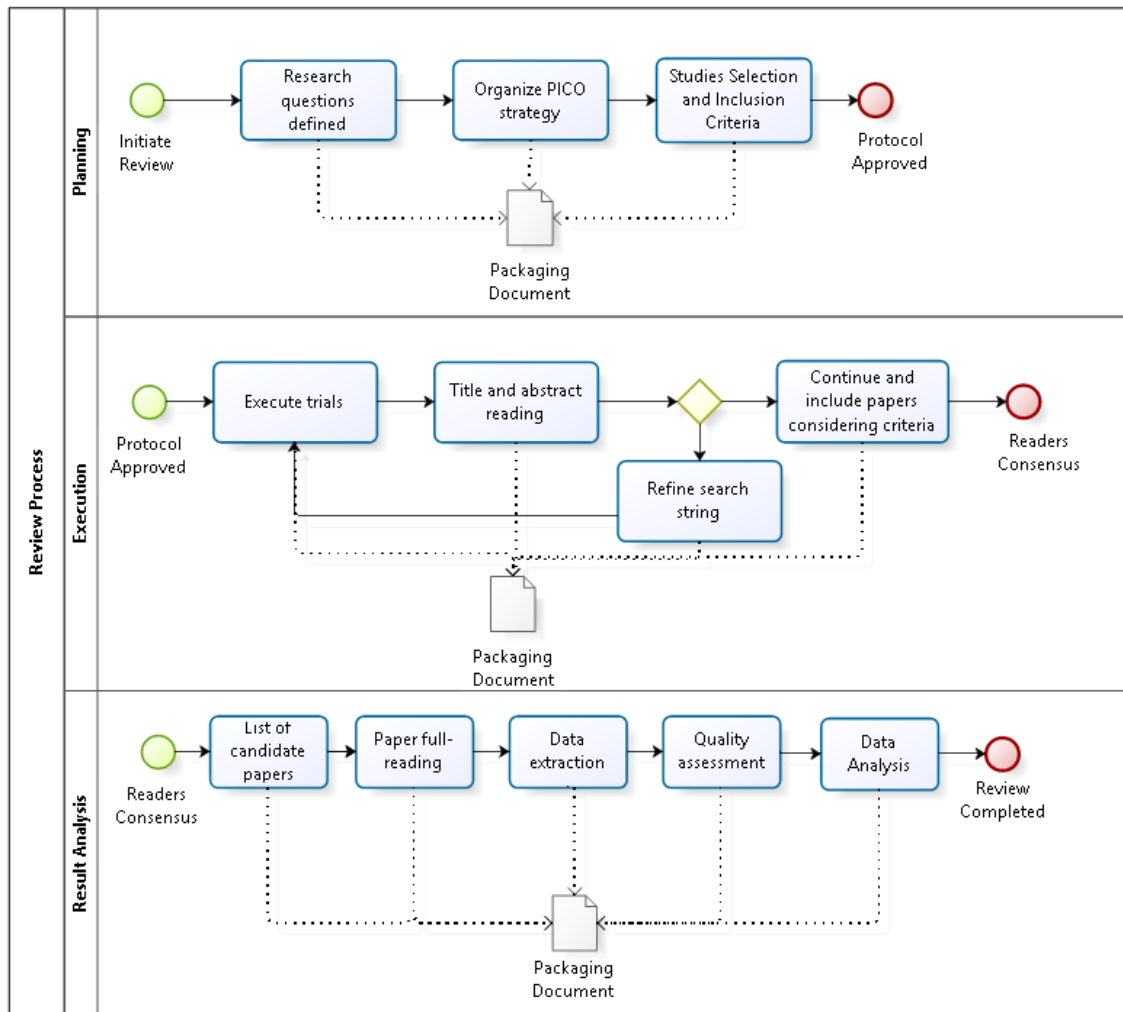 Review Process
Planning
Initiate
Review
Research
questions
defined
Organize PICO
strategy
Studies Selection
and Inclusion
Criteria
Protocol
Approved
Packaging
Document
Execution
Protocol
Approved
Execute trials
Title and abstract
reading
Continue and
include papers
considering criteria
Readers
Consensus
Refine search
string
Packaging
Document
Result Analysis
Readers
Consensus
List of
candidate
papers
Paper full-
reading
Data
extraction
Quality
assessment
Data
Analysis
Review
Completed
Packaging
Document